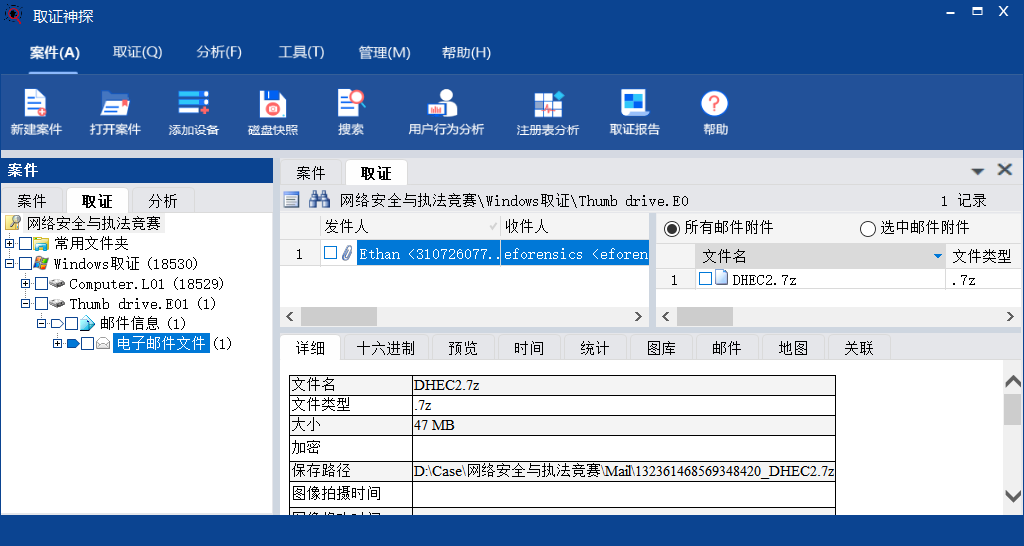 取证神探
案件(A) 取证(Q) 分析(F) 工具(T) 管理(M) 帮助(H)
新建案件 打开案件 添加设备 磁盘快照 搜索 用户行为分析 注册表分析 取证报告 帮助
案件
案件 取证 分析
网络安全与执法竞赛
常用文件夹
Windows取证 (18530)
Computer.L01 (18529)
Thumb drive.E01 (1)
邮件信息 (1)
电子邮件文件 (1)
案件 取证
网络安全与执法竞赛\Windows取证\Thumb drive.E0 1 记录
发件人 收件人
1 Ethan <310726077.. eforensics <eforen
所有邮件附件 选中邮件附件
文件名 文件类型
1 DHEC2.7z .7z
详细 十六进制 预览 时间 统计 图库 邮件 地图 关联
文件名 DHEC2.7z
文件类型 .7z
大小 47 MB
加密
保存路径 D:\Case\网络安全与执法竞赛\Mail\132361468569348420_DHEC2.7z
图像拍摄时间